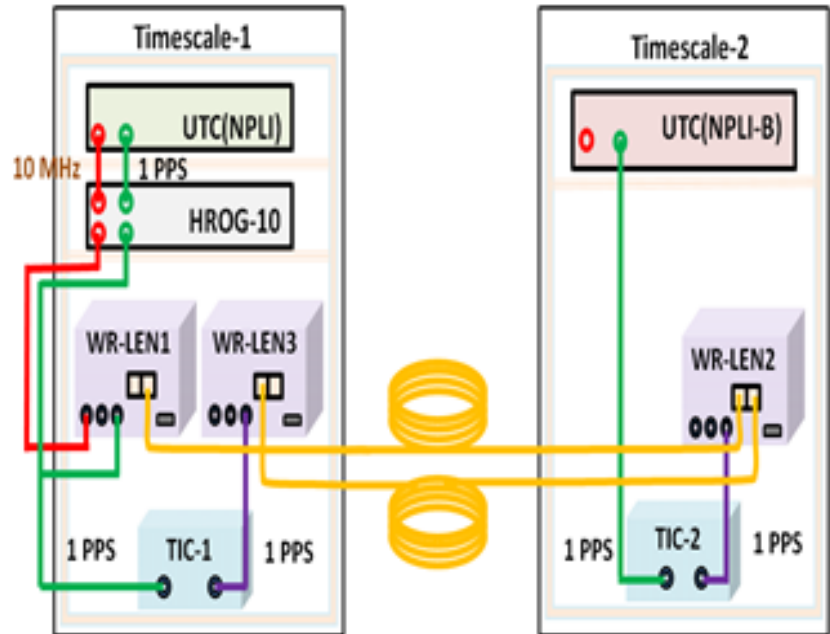 Timescale-1
UTC(NPLI)
10 MHz
1 PPS
HROG-10
WR-LEN1
WR-LEN3
1 PPS
TIC-1
1 PPS
Timescale-2
UTC(NPLI-B)
WR-LEN2
1 PPS
TIC-2
1 PPS